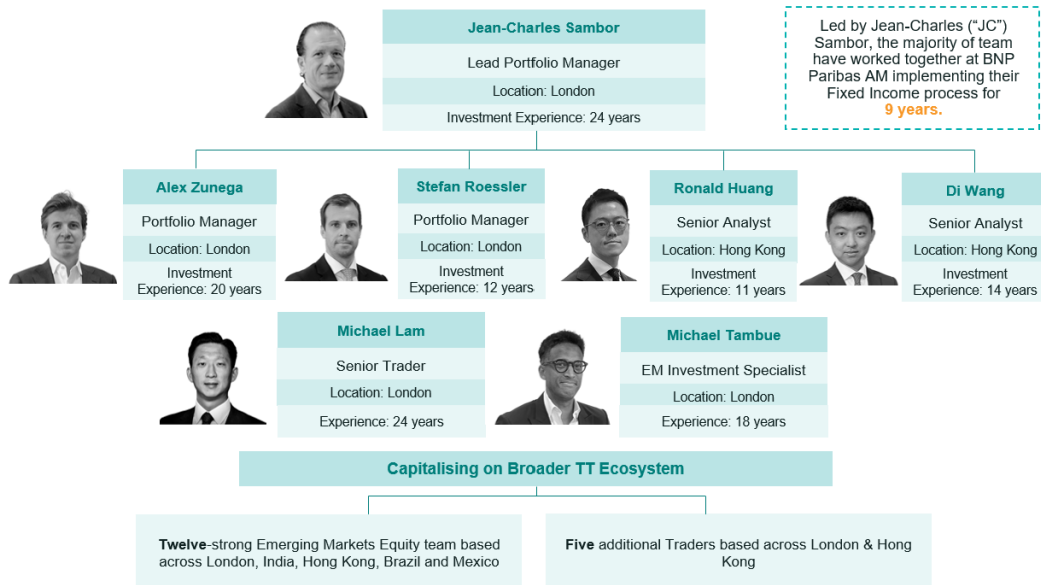 Jean-Charles Sambor
Lead Portfolio Manager
Location: London
Investment Experience: 24 years
Led by Jean-Charles (“JC”)
Sambor, the majority of team
have worked together at BNP
Paribas AM implementing their
Fixed Income process for
9 years.
Alex Zunega
Portfolio Manager
Location: London
Investment
Experience: 20 years
Stefan Roessler
Portfolio Manager
Location: London
Investment
Experience: 12 years
Ronald Huang
Senior Analyst
Location: Hong Kong
Investment
Experience: 11 years
Di Wang
Senior Analyst
Location: Hong Kong
Investment
Experience: 14 years
Michael Lam
Senior Trader
Location: London
Experience: 24 years
Michael Tambue
EM Investment Specialist
Location: London
Experience: 18 years
Capitalising on Broader TT Ecosystem
Twelve-strong Emerging Markets Equity team based
across London, India, Hong Kong, Brazil and Mexico
Five additional Traders based across London & Hong
Kong